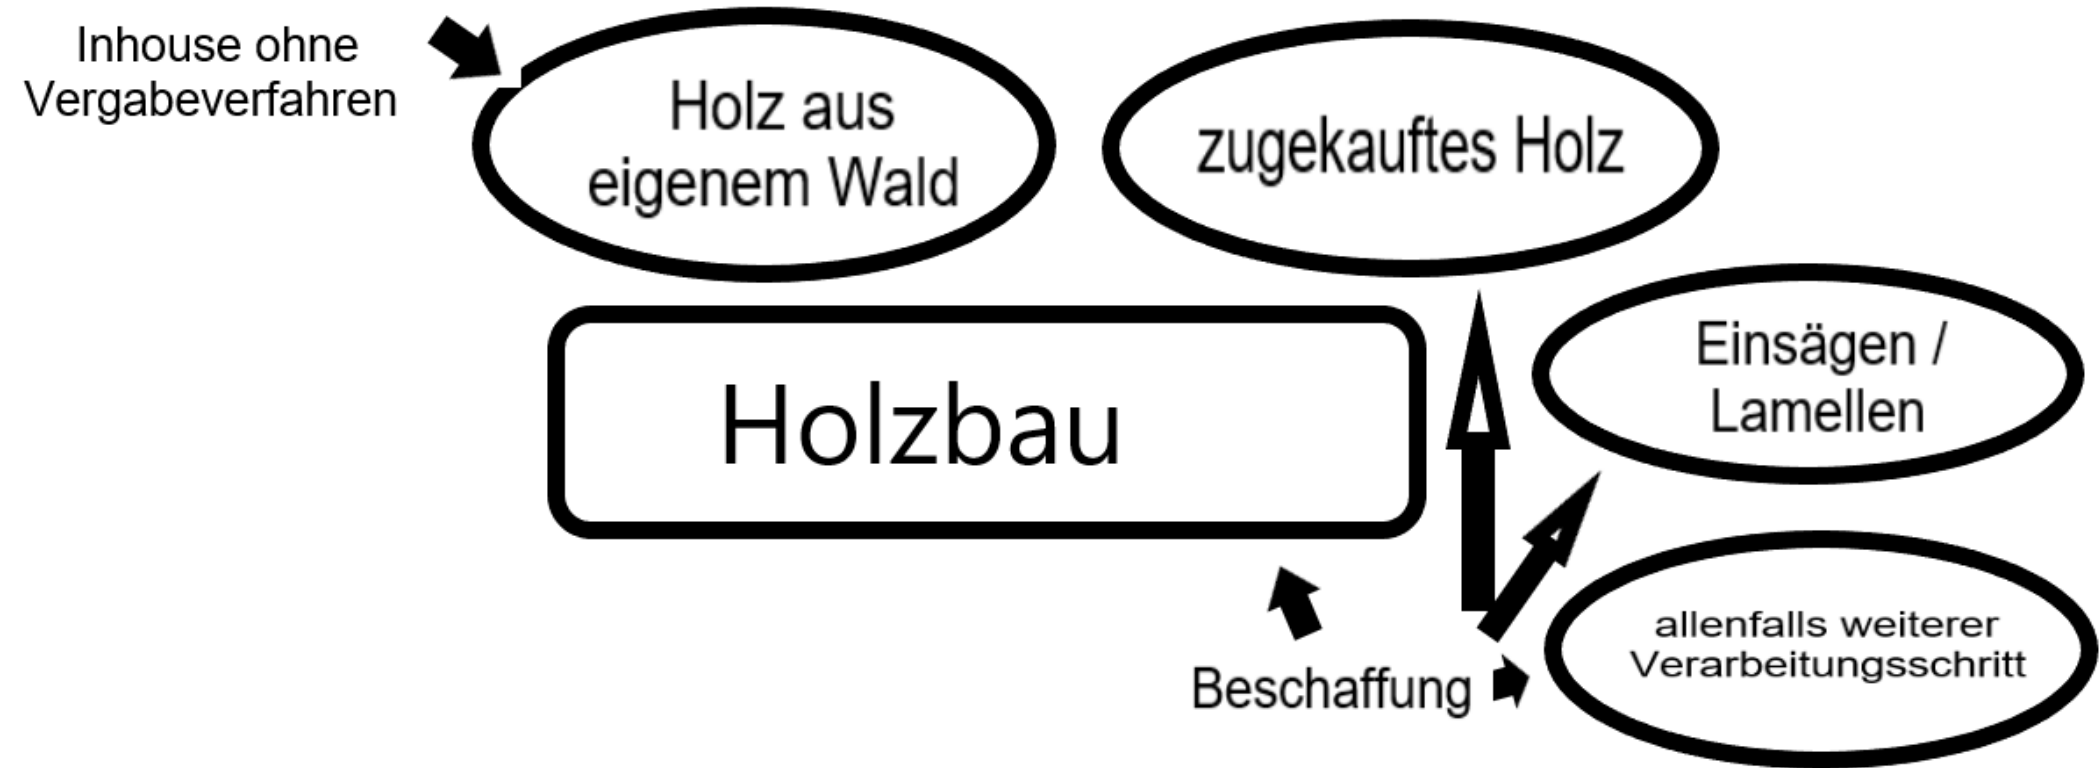 Inhouse ohne
Vergabeverfahren
Holz aus
eigenem Wald
zugekauftes Holz
Einsägen /
Lamellen
Holzbau
allenfalls weiterer
Verarbeitungsschritt
Beschaffung